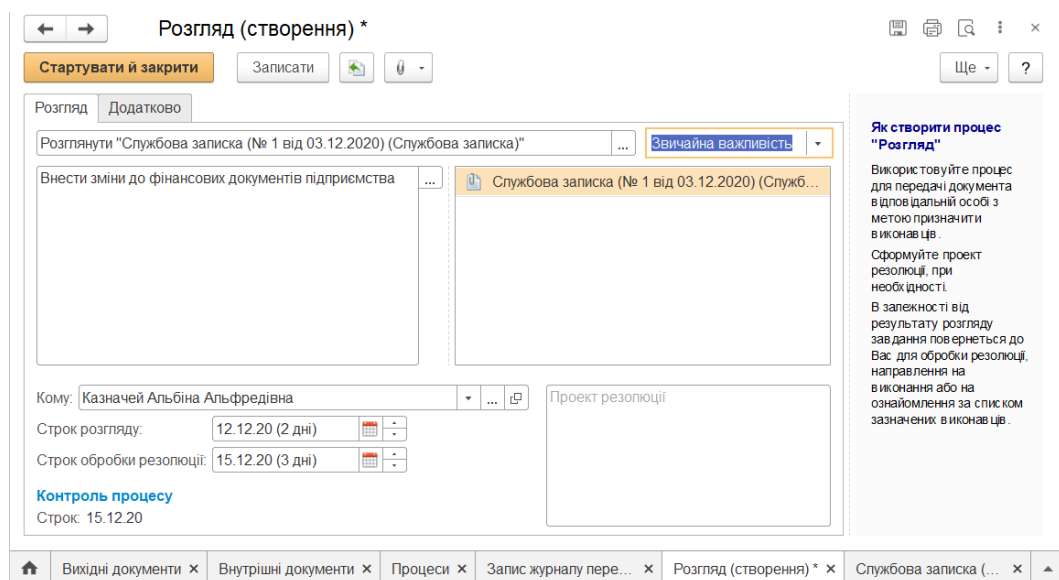 Розгляд (створення) *
Стартувати й закрити Записати Ще ?
Розгляд Додатково
Розглянути "Службова записка (№ 1 від 03.12.2020) (Службова записка)" ... Звичайна важливість
Внести зміни до фінансових документів підприємства ...
Службова записка (№ 1 від 03.12.2020) (Служб...
Кому: Казначей Альбіна Альфредівна ...
Строк розгляду: 12.12.20 (2 дні)
Строк обробки резолюції: 15.12.20 (3 дні)
Проект резолюції
Контроль процесу
Строк: 15.12.20
Як створити процес
"Розгляд"
Використовуйте процес
для передачі документа
відповідальній особі з
метою призначити
виконавців.
Сформуйте проект
резолюції, при
необхідності.
В залежності від
результату розгляду
завдання повернеться до
Вас для обробки резолюції,
направлення на
виконання або на
ознайомлення за списком
зазначених виконавців.
Вихідні документи × Внутрішні документи × Процеси × Запис журналу пере... × Розгляд (створення) * × Службова записка (... ×